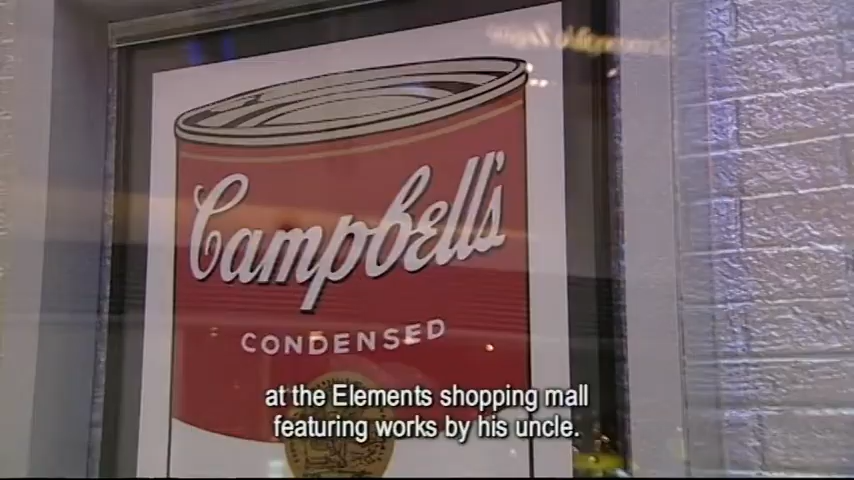 Campbell's
CONDENSED
at the Elements shopping mall
featuring works by his uncle.